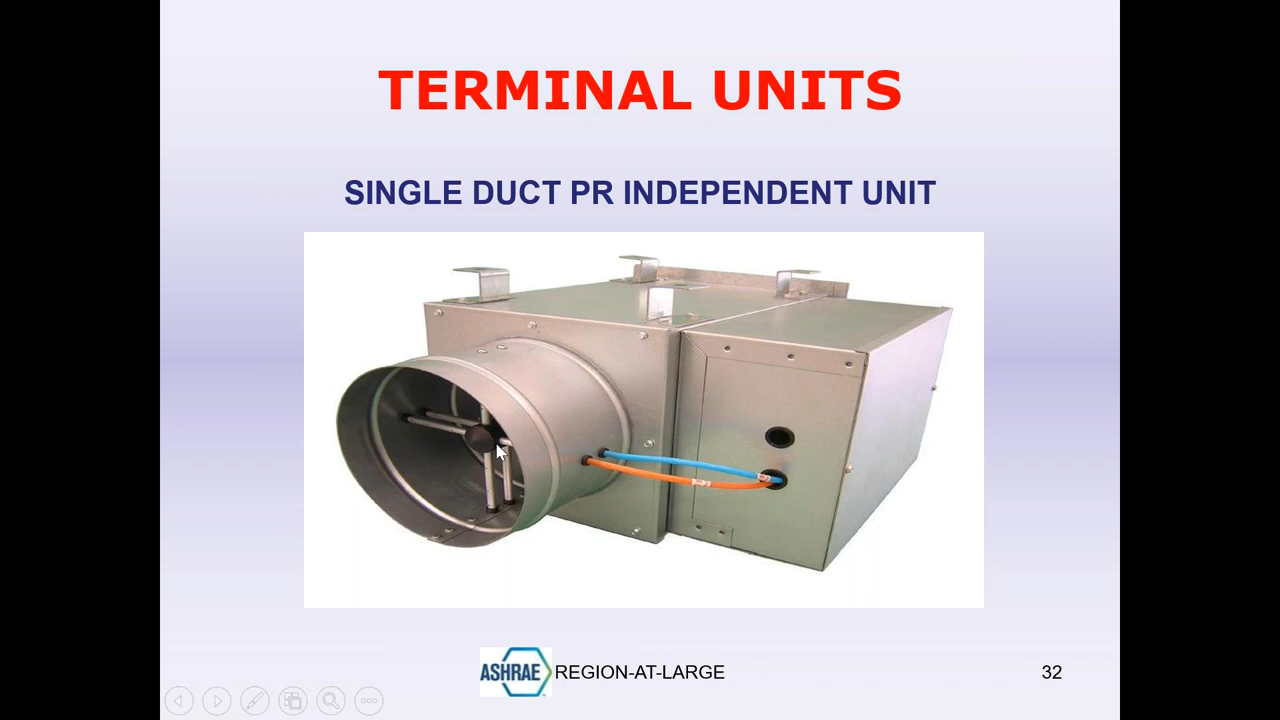 TERMINAL UNITS
SINGLE DUCT PR INDEPENDENT UNIT
ASHRAE REGION-AT-LARGE
32